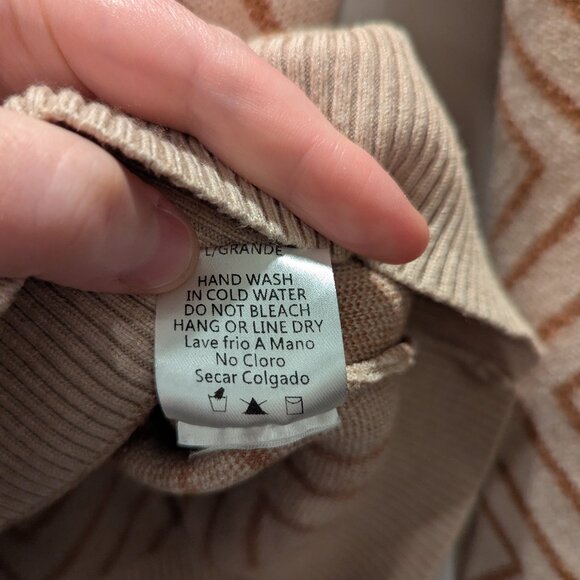 L/GRANDE
HAND WASH
IN COLD WATER
DO NOT BLEACH
HANG OR LINE DRY
Lave frio A Mano
No Cloro
Secar Colgado